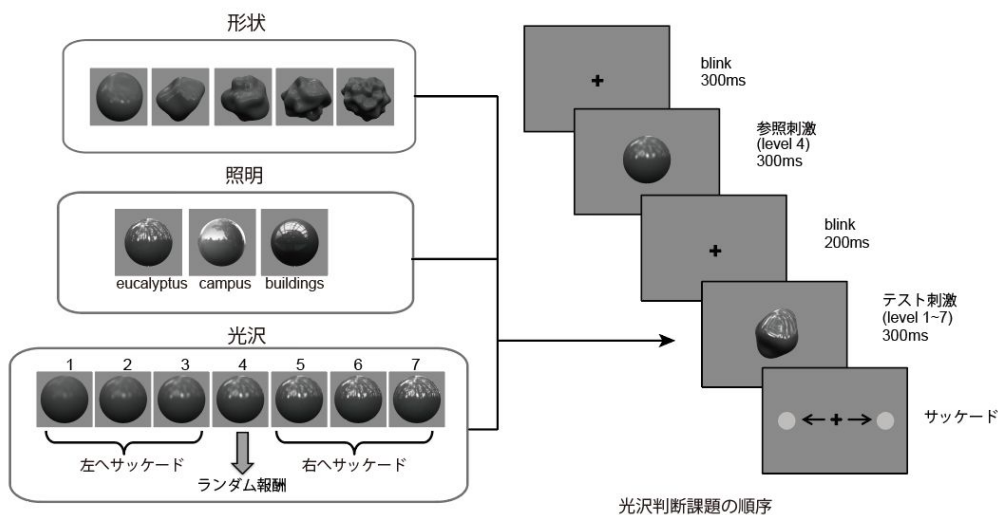 形状
照明
eucalyptus
campus
buildings
光沢
1 2 3 4 5 6 7
左へサッケード
右へサッケード
ランダム報酬
blink
300ms
参照刺激
(level 4)
300ms
blink
200ms
テスト刺激
(level 1~7)
300ms
サッケード
光沢判断課題の順序